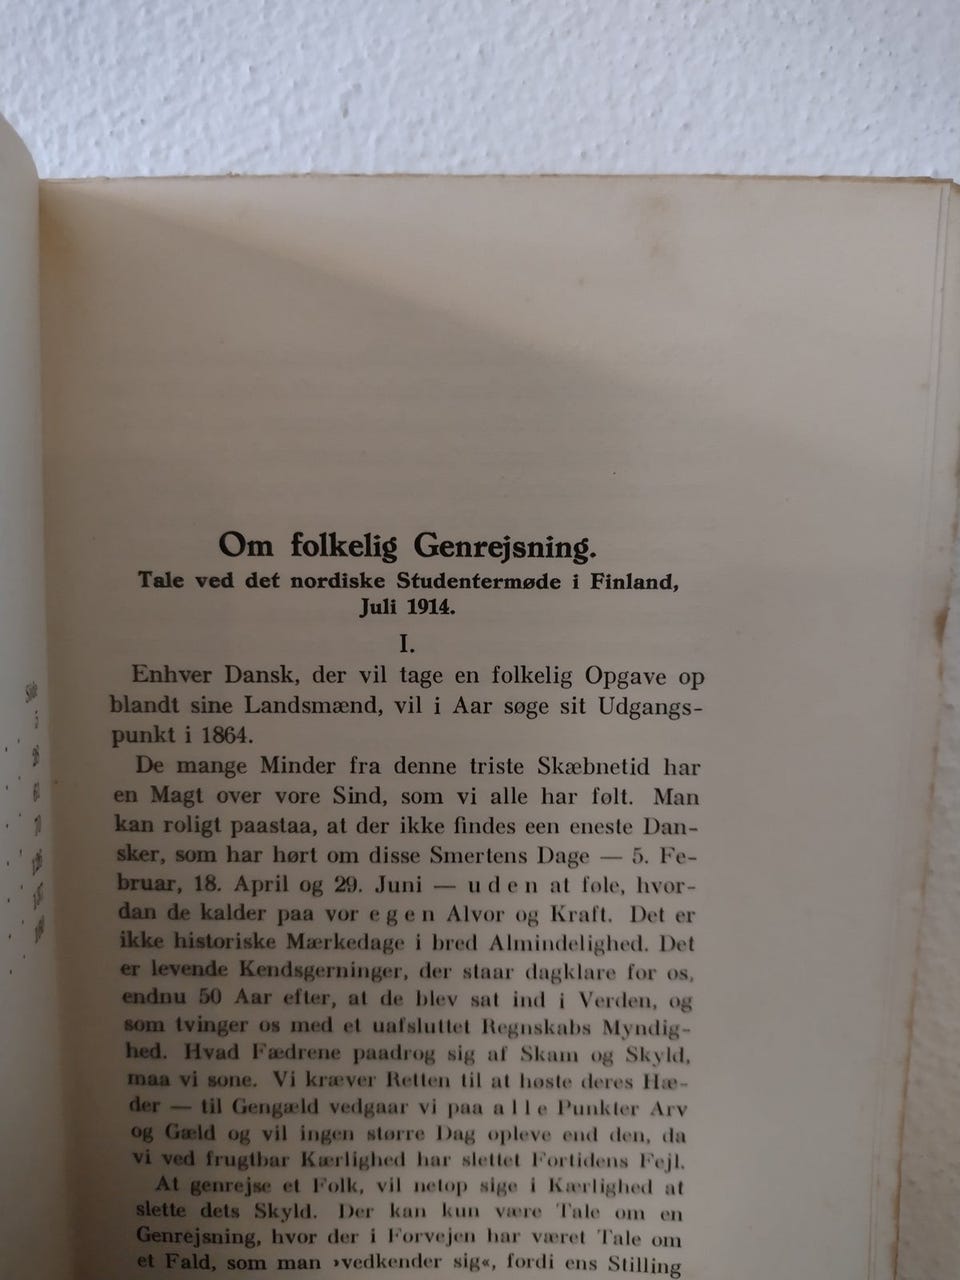 Om folkelig Genrejsning.
Tale ved det nordiske Studentermøde i Finland,
Juli 1914.
I.
Enhver Dansk, der vil tage en folkelig Opgave op
blandt sine Landsmænd, vil i Aar søge sit Udgangs-
punkt i 1864.
De mange Minder fra denne triste Skæbnetid har
en Magt over vore Sind, som vi alle har følt. Man
kan roligt paastaa, at der ikke findes een eneste Dan-
sker, som har hørt om disse Smertens Dage — 5. Fe-
bruar, 18. April og 29. Juni — uden at føle, hvor-
dan de kalder paa vor egen Alvor og Kraft. Det er
ikke historiske Mærkedage i bred Almindelighed. Det
er levende Kendsgerninger, der staar dagklare for os,
endnu 50 Aar efter, at de blev sat ind i Verden, og
som tvinger os med et uafsluttet Regnskabs Myndig-
hed. Hvad Fædrene paadrog sig af Skam og Skyld,
maa vi sone. Vi kræver Retten til at høste deres Hæ-
der — til Gengæld vedgaar vi paa alle Punkter Arv
og Gæld og vil ingen større Dag opleve end den, da
vi ved frugtbar Kærlighed har slettet Fortidens Fejl.
At genrejse et Folk, vil netop sige i Kærlighed at
slette dets Skyld. Der kan kun være Tale om en
Genrejsning, hvor der i Forvejen har været Tale om
et Fald, som man »vedkender sig«, fordi ens Stilling
Side
5